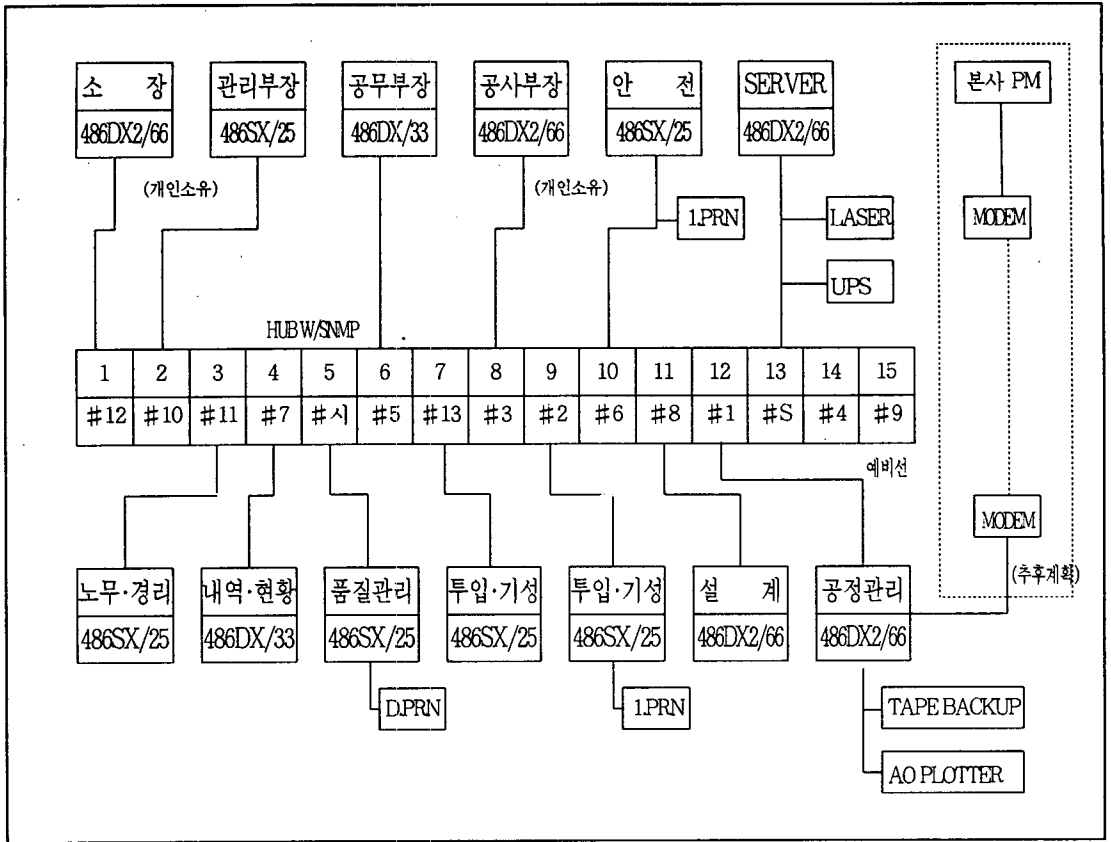 소 장
486DX2/66
관리부장
486SX/25
공무부장
486DX/33
공사부장
486DX2/66
안 전
486SX/25
SERVER
486DX2/66
본사 PM
(개인소유)
(개인소유)
1.PRN
LASER
UPS
MODEM
HUB W/SNMP
1 2 3 4 5 6 7 8 9 10 11 12 13 14 15
#12 #10 #11 #7 #시 #5 #13 #3 #2 #6 #8 #1 #S #4 #9
예비선
MODEM
(추후계획)
노무·경리
486SX/25
내역·현황
486DX/33
품질관리
486SX/25
투입·기성
486SX/25
투입·기성
486SX/25
설 계
486DX2/66
공정관리
486DX2/66
D.PRN
1.PRN
TAPE BACKUP
AO PLOTTER